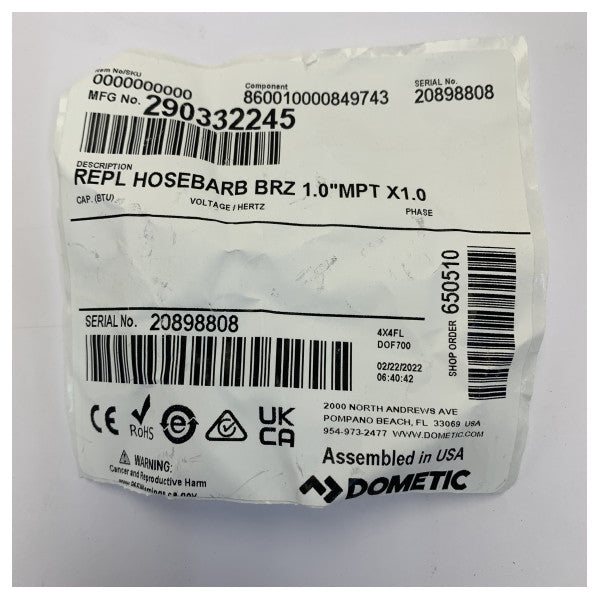 Item No/SKU
0000000000
Component
860010000849743
SERIAL No.
20898808
MFG No. 290332245
DESCRIPTION
REPL HOSEBARB BRZ 1.0"MPT X1.0
CAP. (BTU)
VOLTAGE / HERTZ
PHASE
SHOP ORDER 650510
SERIAL No. 20898808
4X4FL
DOF700
02/22/2022
06:40:42
CE
RoHS
e
UK
CA
2000 NORTH ANDREWS AVE
POMPANO BEACH, FL 33069 USA
954-973-2477 WWW.DOMETIC.COM
Assembled in USA
WARNING:
Cancer and Reproductive Harm
DOMETIC